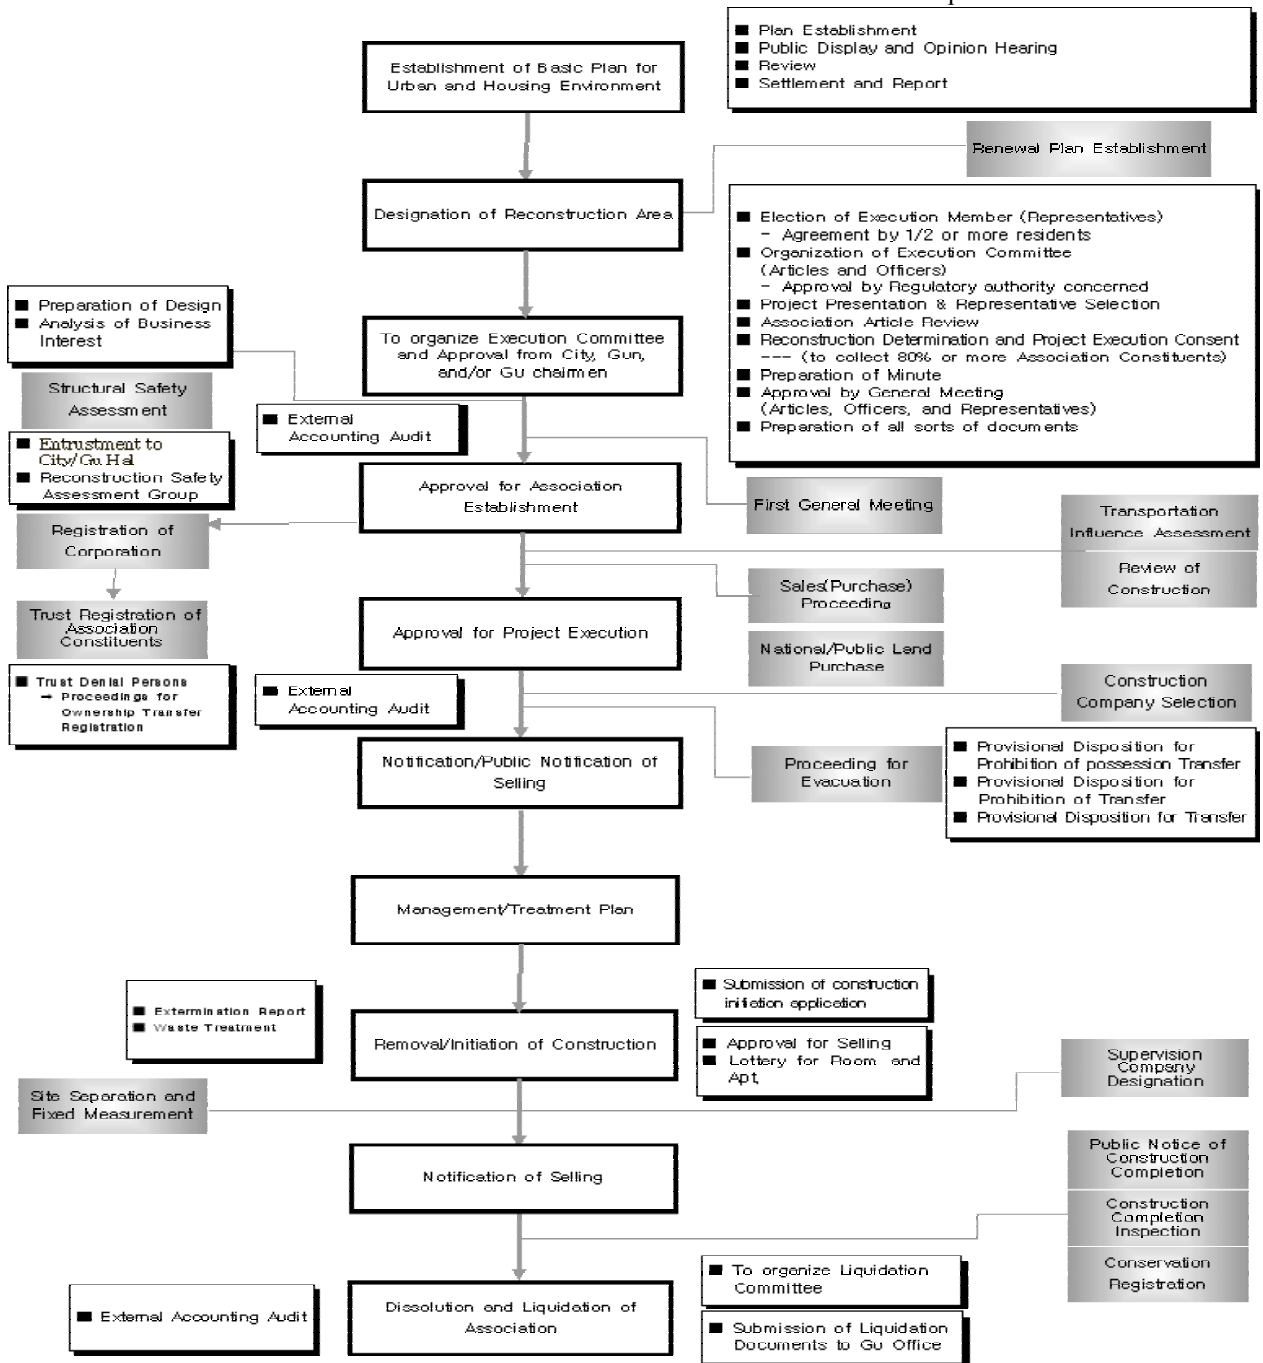 ■ Plan Establishment
■ Public Display and Opinion Hearing
■ Review
■ Settlement and Report
Establishment of Basic Plan for
Urban and Housing Environment
Renewal Plan Establishment
Designation of Reconstruction Area
■ Election of Execution Member (Representatives)
- Agreement by 1/2 or more residents
■ Organization of Execution Committee
(Articles and Officers)
- Approval by Regulatory authority concerned
■ Project Presentation & Representative Selection
■ Association Article Review
■ Reconstruction Determination and Project Execution Consent
--- (to collect 80% or more Association Constituents)
■ Preparation of Minute
■ Approval by General Meeting
(Articles, Officers, and Representatives)
■ Preparation of all sorts of documents
■ Preparation of Design
■ Analysis of Business
Interest
To organize Execution Committee
and Approval from City, Gun,
and/or Gu chairmen
Structural Safety
Assessment
■ External
Accounting Audit
■ Entrustment to
City/Gu Hal
■ Reconstruction Safety
Assessment Group
Approval for Association
Establishment
First General Meeting
Transportation
Influence Assessment
Registration of
Corporation
Review of
Construction
Sales(Purchase)
Proceeding
Trust Registration of
Association
Constituents
Approval for Project Execution
National/Public Land
Purchase
■ Trust Denial Persons
→ Proceedings for
Ownership Transfer
Registration
■ External
Accounting Audit
Construction
Company Selection
Notification/Public Notification of
Selling
Proceeding for
Evacuation
■ Provisional Disposition for
Prohibition of possession Transfer
■ Provisional Disposition for
Prohibition of Transfer
■ Provisional Disposition for Transfer
Management/Treatment Plan
■ Submission of construction
initiation application
■ Extermination Report
■ Waste Treatment
Removal/Initiation of Construction
■ Approval for Selling
■ Lottery for Room and
Apt,
Supervision
Company
Designation
Site Separation and
Fixed Measurement
Notification of Selling
Public Notice of
Construction
Completion
Construction
Completion
Inspection
Conservation
Registration
■ To organize Liquidation
Committee
■ External Accounting Audit
Dissolution and Liquidation of
Association
■ Submission of Liquidation
Documents to Gu Office